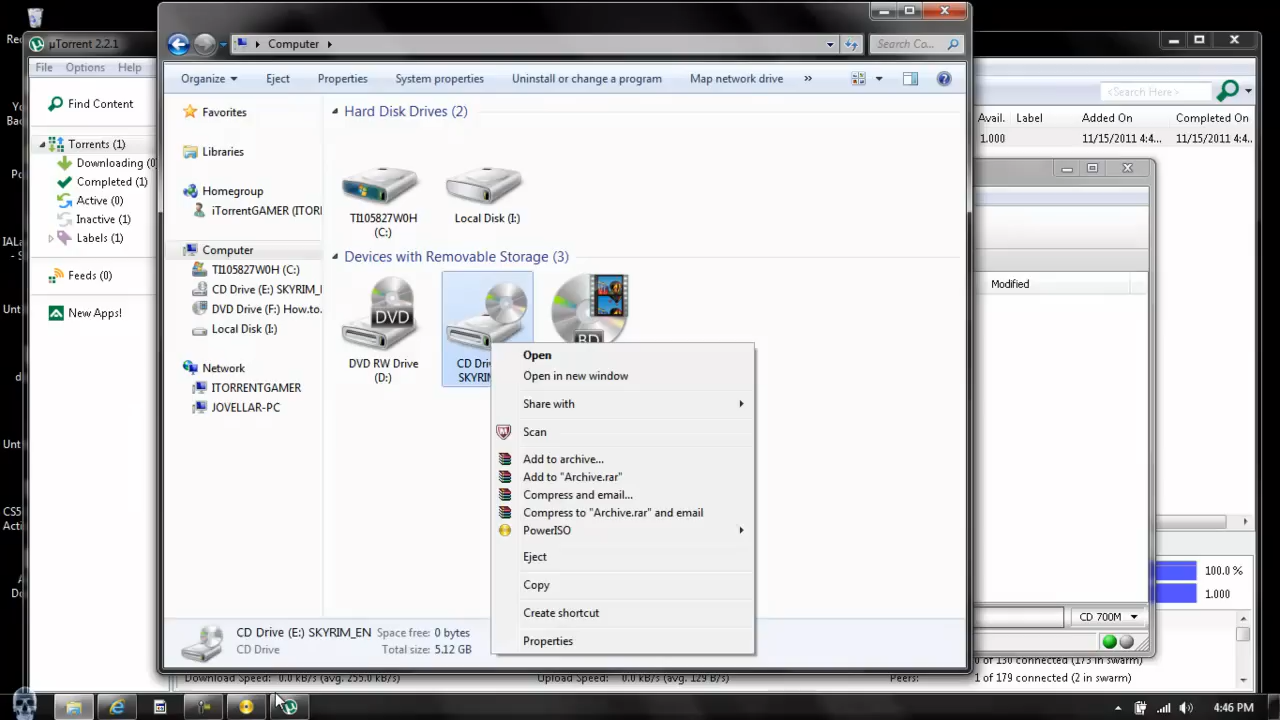 Rec
µTorrent 2.2.1
File Options Help
Find Content
Torrents (1)
Downloading (0
Completed (1)
Active (0)
Inactive (1)
Labels (1)
Feeds (0)
New Apps!
Computer
Search Co...
Organize Eject Properties System properties Uninstall or change a program Map network drive »
Favorites
Libraries
Homegroup
iTorrentGAMER (ITORI
Computer
TI105827W0H (C:)
CD Drive (E:) SKYRIM_I
DVD Drive (F:) How.to.
Local Disk (I:)
Network
ITORRENTGAMER
JOVELLAR-PC
Hard Disk Drives (2)
TI105827W0H
(C:)
Local Disk (I:)
Devices with Removable Storage (3)
DVD
DVD RW Drive
(D:)
CD Dri
SKYRIM
BD
Open
Open in new window
Share with
Scan
Add to archive...
Add to "Archive.rar"
Compress and email...
Compress to "Archive.rar" and email
PowerISO
Eject
Copy
Create shortcut
Properties
CD Drive (E:) SKYRIM_EN Space free: 0 bytes
CD Drive Total size: 5.12 GB
<Search Here>
Avail. Label Added On Completed On
1.000 11/15/2011 4:4... 11/15/2011 4:4...
Modified
100.0 %
1.000
CD 700M
0 of 130 connected (173 in swarm)
Download Speed: 0.0 kB/s (avg. 255.0 kB/s) Upload Speed: 0.0 kB/s (avg. 129 B/s) Peers: 1 of 179 connected (2 in swarm)
4:46 PM